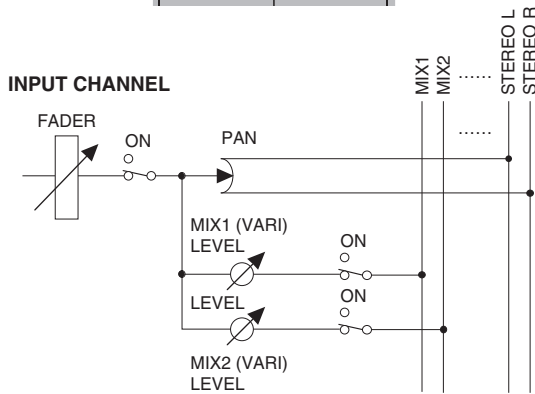 INPUT CHANNEL
MIX1
MIX2
......
STEREO L
STEREO R
......
FADER
ON
PAN
MIX1 (VARI)
LEVEL
ON
LEVEL
ON
MIX2 (VARI)
LEVEL